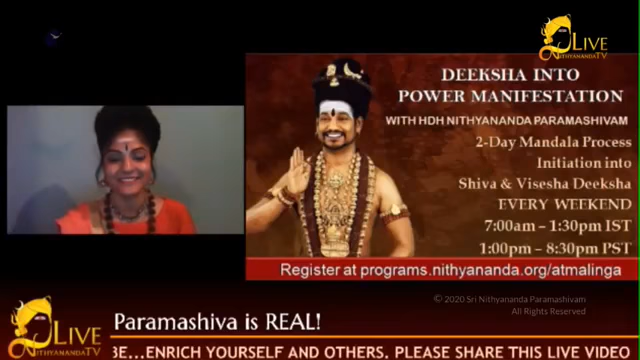 LIVE
NITHYANANDATV
DEEKSHA INTO
POWER MANIFESTATION
WITH HDH NITHYANANDA PARAMASHIVAM
2-Day Mandala Process
Initiation into
Shiva & Visesha Deeksha
EVERY WEEKEND
7:00am – 1:30pm IST
1:00pm – 8:30pm PST
Register at programs.nithyananda.org/atmalinga
© 2020 Sri Nithyananda Paramashivam
All Rights Reserved
Paramashiva is REAL!
LIVE
NITHYANANDATV
BE...ENRICH YOURSELF AND OTHERS. PLEASE SHARE THIS LIVE VIDEO